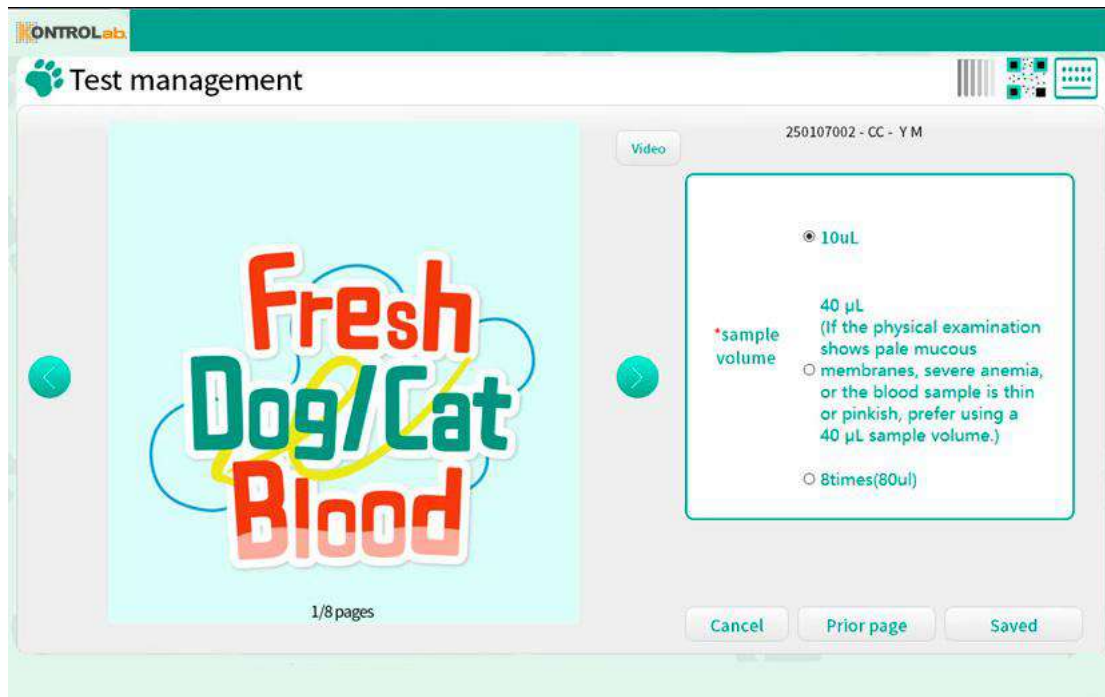 KONTROLab.
Test management
Fresh
Dog/Cat
Blood
1/8 pages
Video
250107002 - CC - Y M
*sample
volume
10uL
40 μL
(If the physical examination
shows pale mucous
membranes, severe anemia,
or the blood sample is thin
or pinkish, prefer using a
40 μL sample volume.)
8times(80ul)
Cancel
Prior page
Saved